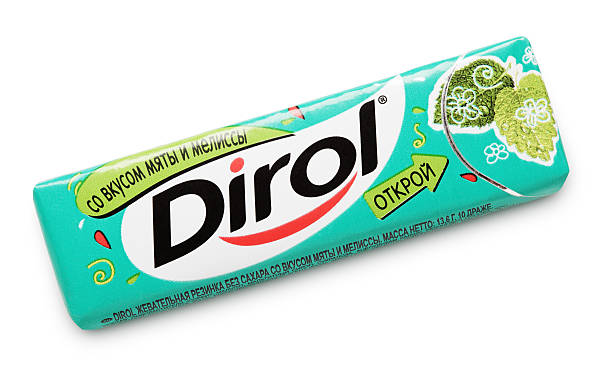 СО ВКУСОМ МЯТЫ И МЕЛИССЫ
Dirol®
ОТКРОЙ
DIROL ЖЕВАТЕЛЬНАЯ РЕЗИНКА БЕЗ САХАРА СО ВКУСОМ МЯТЫ И МЕЛИССЫ. МАССА НЕТТО: 13,6 Г, 10 ДРАЖЕ.